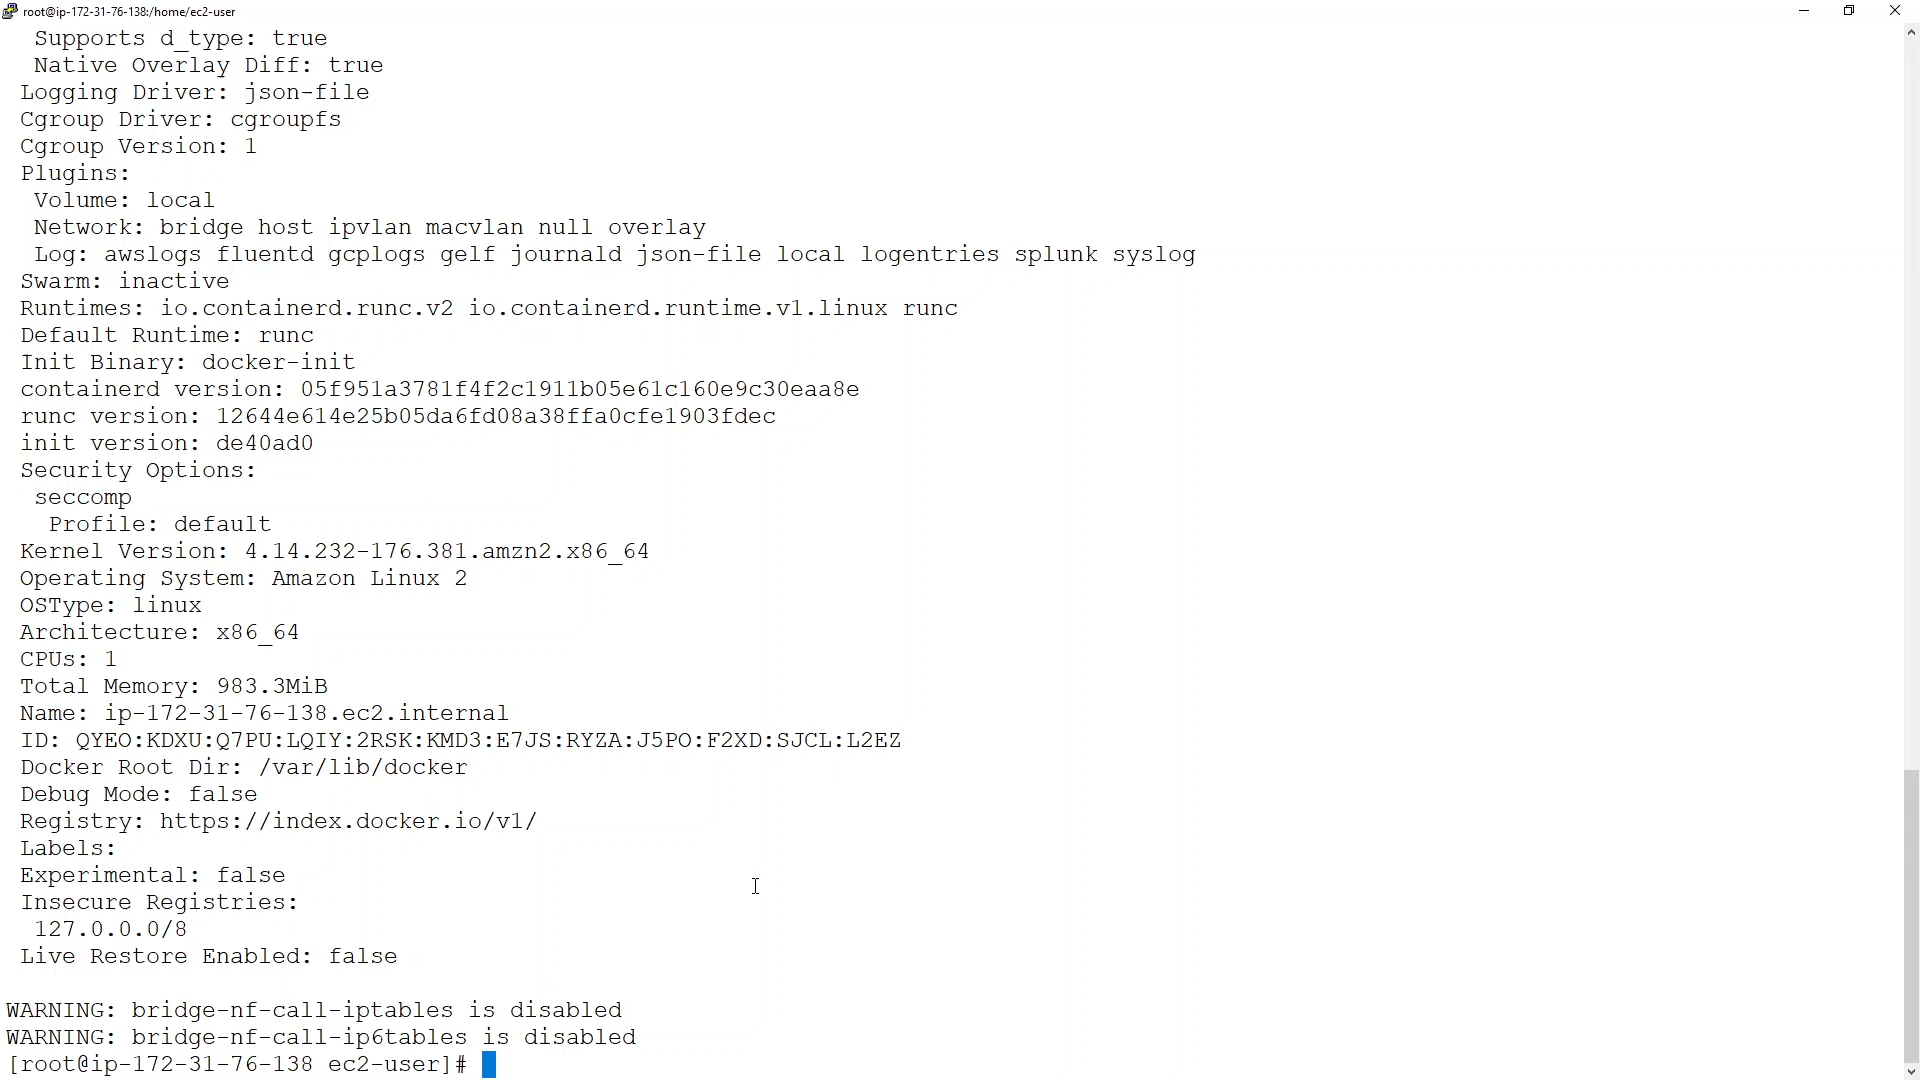 root@ip-172-31-76-138:/home/ec2-user
Supports d_type: true
Native Overlay Diff: true
Logging Driver: json-file
Cgroup Driver: cgroupfs
Cgroup Version: 1
Plugins:
Volume: local
Network: bridge host ipvlan macvlan null overlay
Log: awslogs fluentd gcplogs gelf journald json-file local logentries splunk syslog
Swarm: inactive
Runtimes: io.containerd.runc.v2 io.containerd.runtime.v1.linux runc
Default Runtime: runc
Init Binary: docker-init
containerd version: 05f951a3781f4f2c1911b05e61c160e9c30eaa8e
runc version: 12644e614e25b05da6fd08a38ffa0cfe1903fdec
init version: de40ad0
Security Options:
seccomp
Profile: default
Kernel Version: 4.14.232-176.381.amzn2.x86_64
Operating System: Amazon Linux 2
OSType: linux
Architecture: x86_64
CPUs: 1
Total Memory: 983.3MiB
Name: ip-172-31-76-138.ec2.internal
ID: QYEO:KDXU:Q7PU:LQIY:2RSK:KMD3:E7JS:RYZA:J5PO:F2XD:SJCL:L2EZ
Docker Root Dir: /var/lib/docker
Debug Mode: false
Registry: https://index.docker.io/v1/
Labels:
Experimental: false
Insecure Registries:
127.0.0.0/8
Live Restore Enabled: false
WARNING: bridge-nf-call-iptables is disabled
WARNING: bridge-nf-call-ip6tables is disabled
[root@ip-172-31-76-138 ec2-user]#